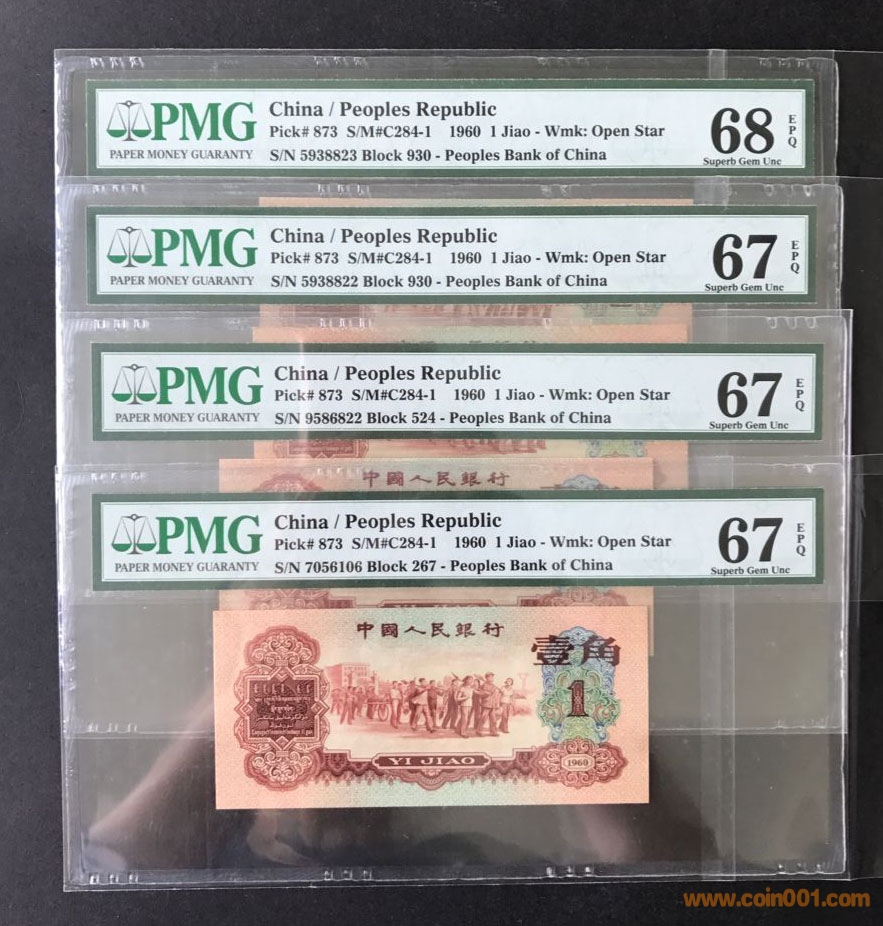 PMG
PAPER MONEY GUARANTY
China / Peoples Republic
Pick# 873 S/M#C284-1 1960 1 Jiao - Wmk: Open Star
S/N 5938823 Block 930 - Peoples Bank of China
68
EPQ
Superb Gem Unc
PMG
PAPER MONEY GUARANTY
China / Peoples Republic
Pick# 873 S/M#C284-1 1960 1 Jiao - Wmk: Open Star
S/N 5938822 Block 930 - Peoples Bank of China
67
EPQ
Superb Gem Unc
PMG
PAPER MONEY GUARANTY
China / Peoples Republic
Pick# 873 S/M#C284-1 1960 1 Jiao - Wmk: Open Star
S/N 9586822 Block 524 - Peoples Bank of China
67
EPQ
Superb Gem Unc
中國人民銀行
PMG
PAPER MONEY GUARANTY
China / Peoples Republic
Pick# 873 S/M#C284-1 1960 1 Jiao - Wmk: Open Star
S/N 7056106 Block 267 - Peoples Bank of China
67
EPQ
Superb Gem Unc
YI JIAO
中國人民銀行
壹角
1
YI JIAO
1960
www.coin001.com